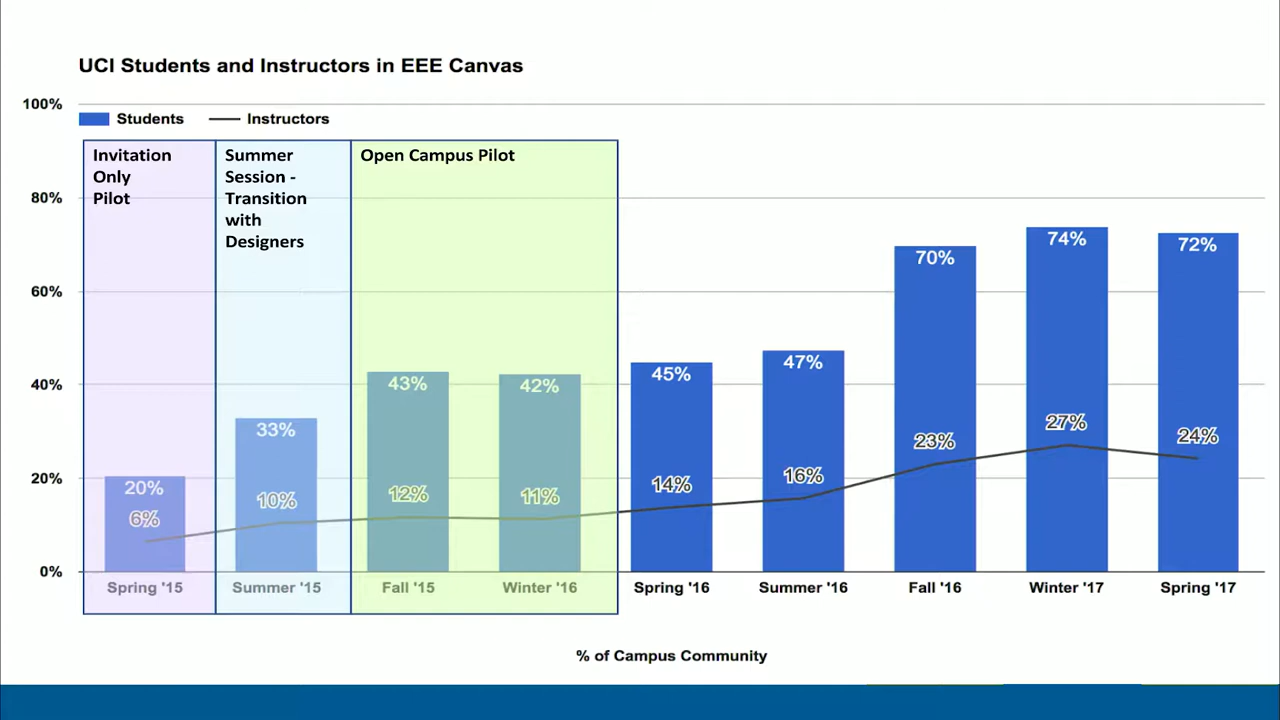 UCI Students and Instructors in EEE Canvas
100%
Students
Instructors
Invitation
Only
Pilot
Summer
Session -
Transition
with
Designers
Open Campus Pilot
80%
60%
40%
20%
0%
20%
33%
43%
42%
45%
47%
70%
74%
72%
6%
10%
12%
11%
14%
16%
23%
27%
24%
Spring '15
Summer '15
Fall '15
Winter '16
Spring '16
Summer '16
Fall '16
Winter '17
Spring '17
% of Campus Community